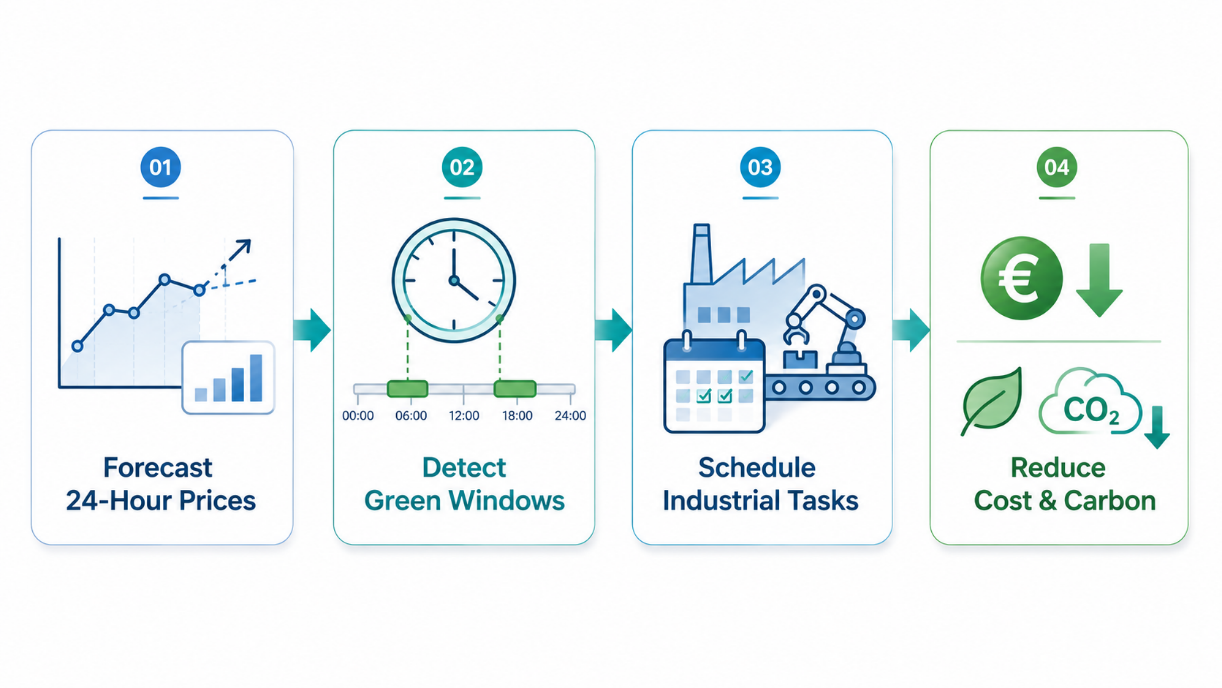 01
Forecast
24-Hour Prices
02
00:00 06:00 12:00 18:00 24:00
Detect
Green Windows
03
Schedule
Industrial Tasks
04
€
CO₂
Reduce
Cost & Carbon